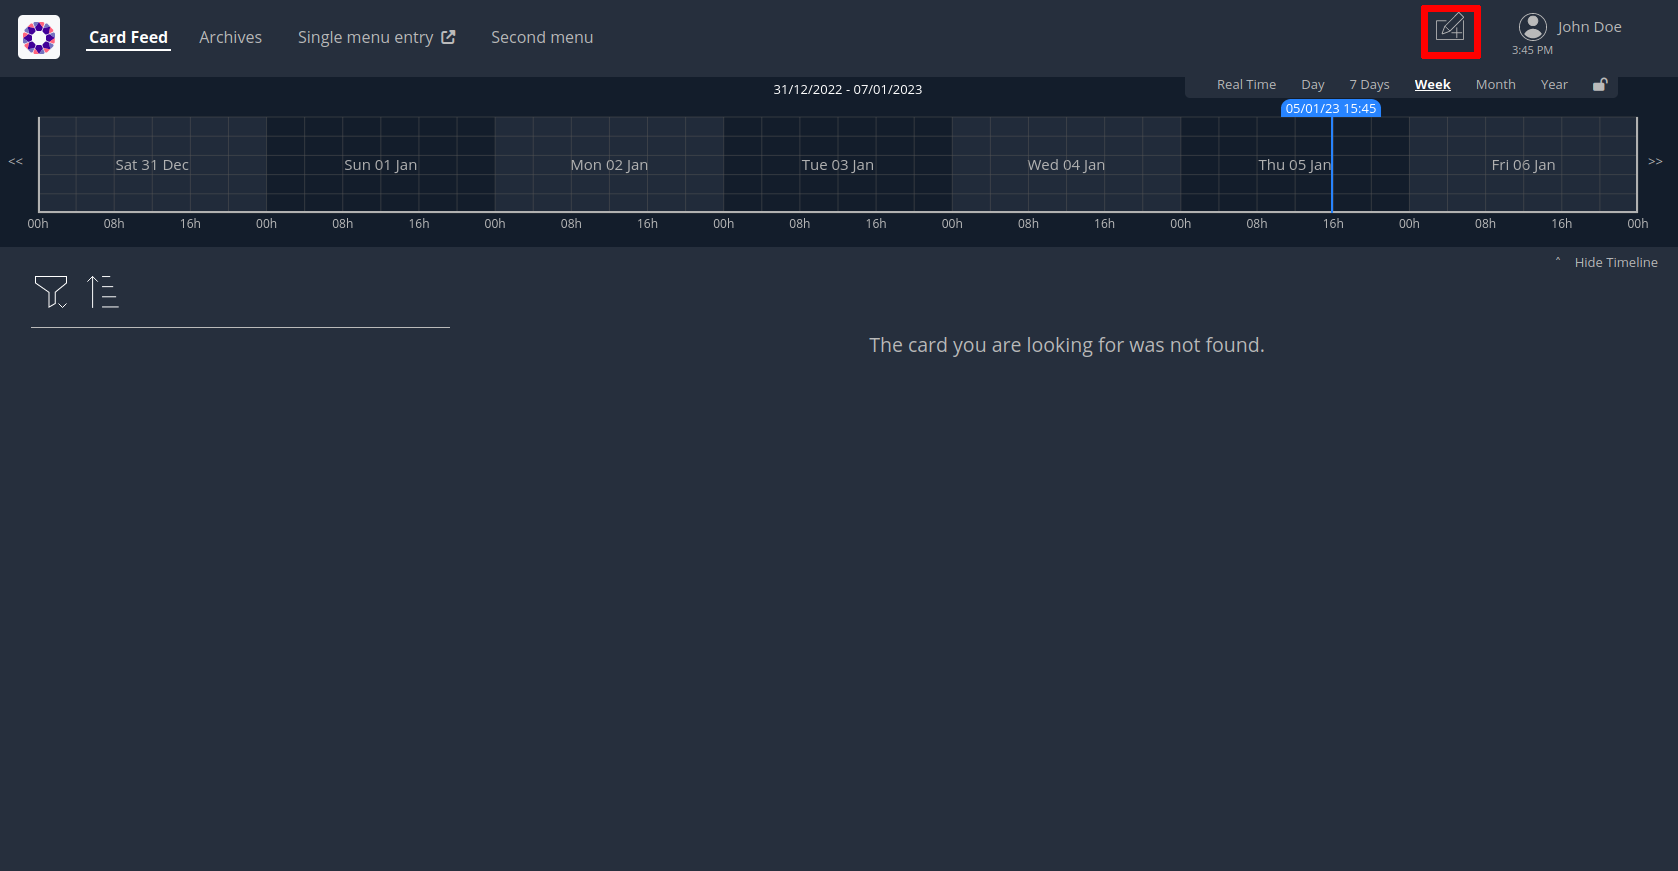 Card Feed Archives Single menu entry Second menu
John Doe
3:45 PM
31/12/2022 - 07/01/2023
Real Time Day 7 Days Week Month Year
05/01/23 15:45
<< Sat 31 Dec Sun 01 Jan Mon 02 Jan Tue 03 Jan Wed 04 Jan Thu 05 Jan Fri 06 Jan >>
00h 08h 16h 00h 08h 16h 00h 08h 16h 00h 08h 16h 00h 08h 16h 00h 08h 16h 00h 08h 16h 00h
Hide Timeline
The card you are looking for was not found.